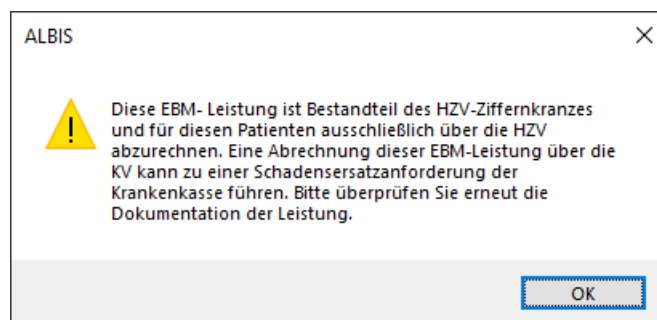 ALBIS
Diese EBM- Leistung ist Bestandteil des HZV-Ziffernkranzes
und für diesen Patienten ausschließlich über die HZV
abzurechnen. Eine Abrechnung dieser EBM-Leistung über die
KV kann zu einer Schadensersatzanforderung der
Krankenkasse führen. Bitte überprüfen Sie erneut die
Dokumentation der Leistung.
OK